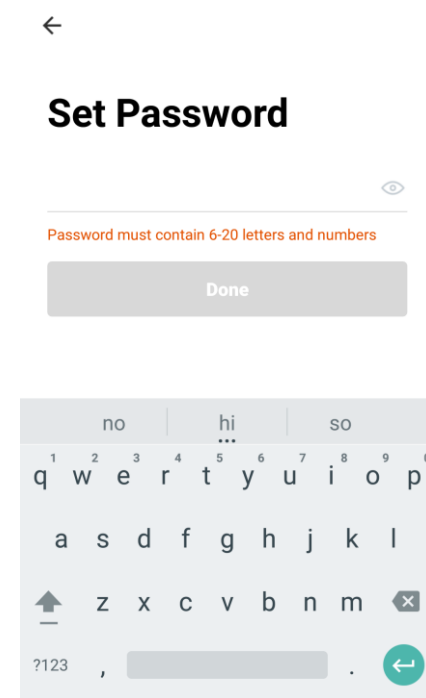 Set Password
Password must contain 6-20 letters and numbers
Done
no hi so
1 2 3 4 5 6 7 8 9
q w e r t y u i o p
a s d f g h j k l
z x c v b n m
?123 , .